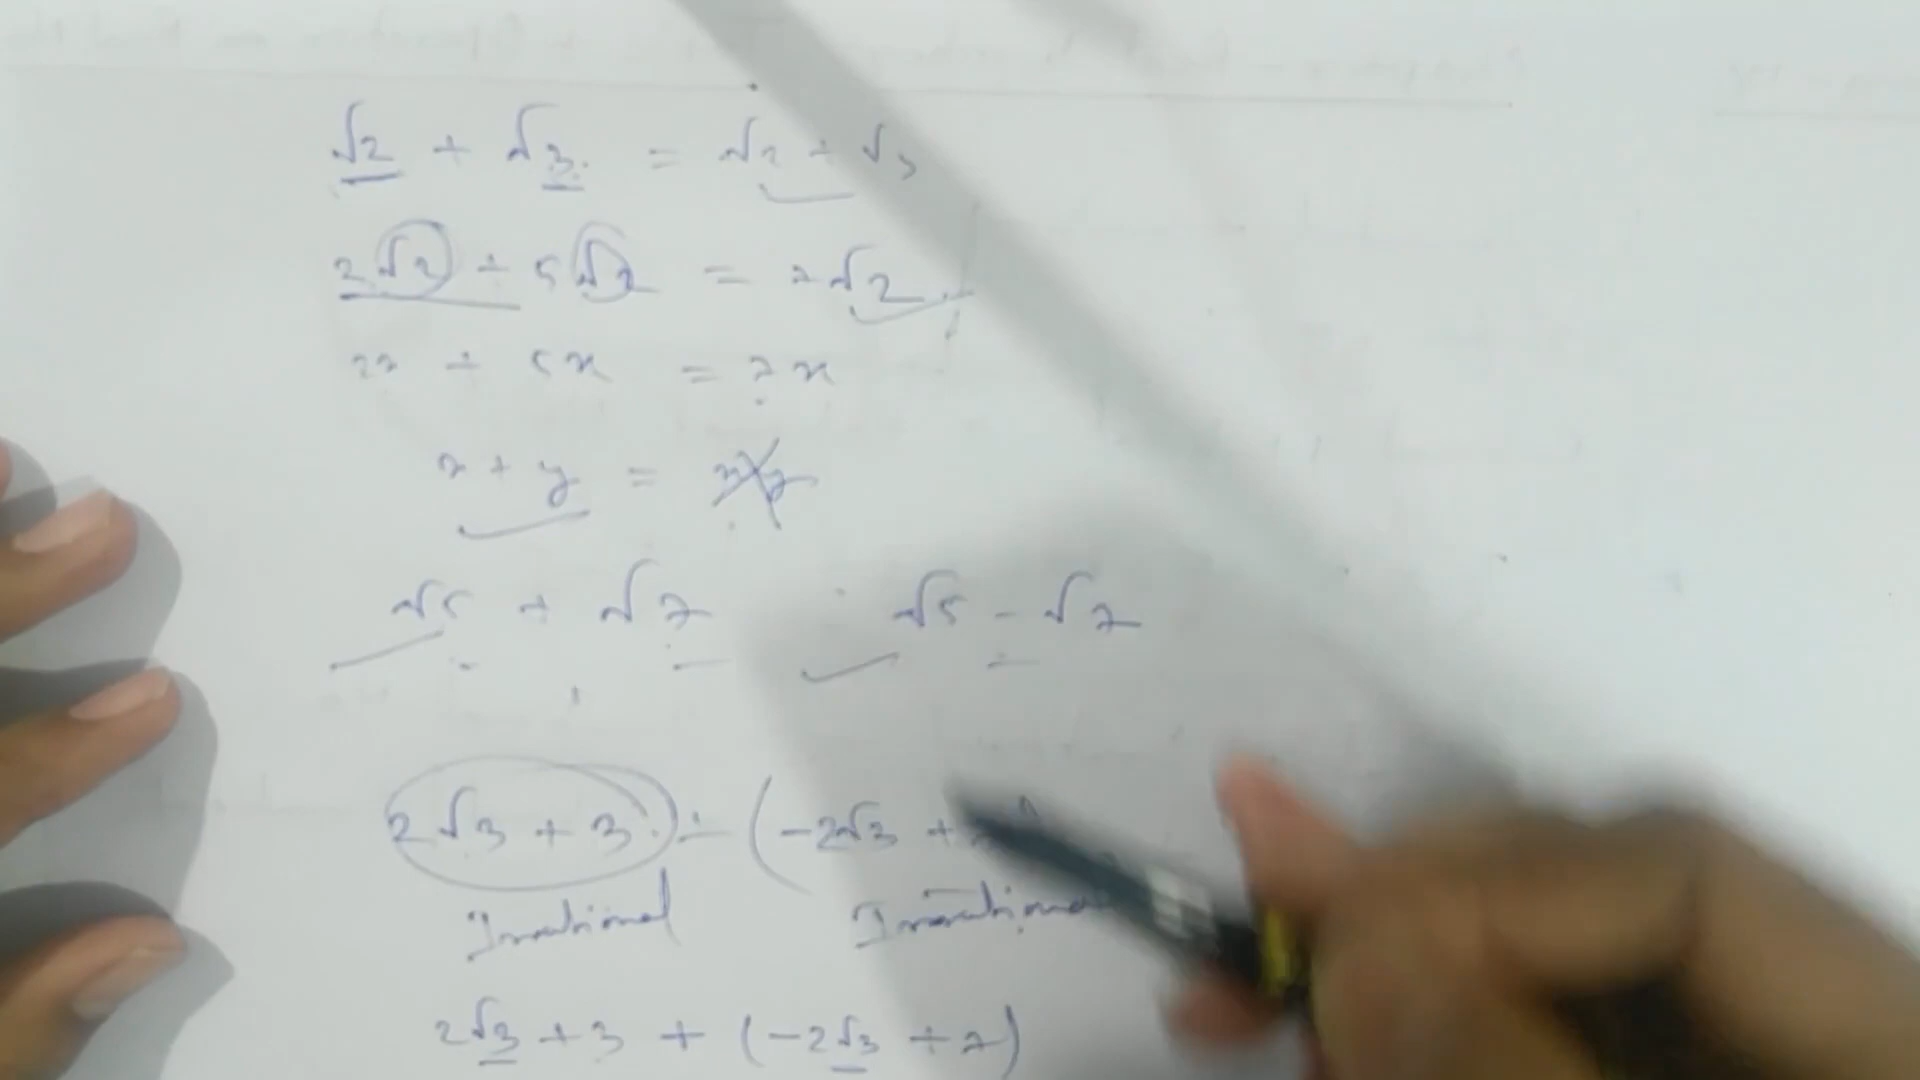 √2 + √3 = √2 + √3
2√2 + 5√2 = 7√2
2x + 5x = 7x
x + y = xy
√5 + √7 √5 - √7
2√3 + 3 (-2√3 +
Irrational Irrational
2√3 + 3 + (-2√3 + 7)